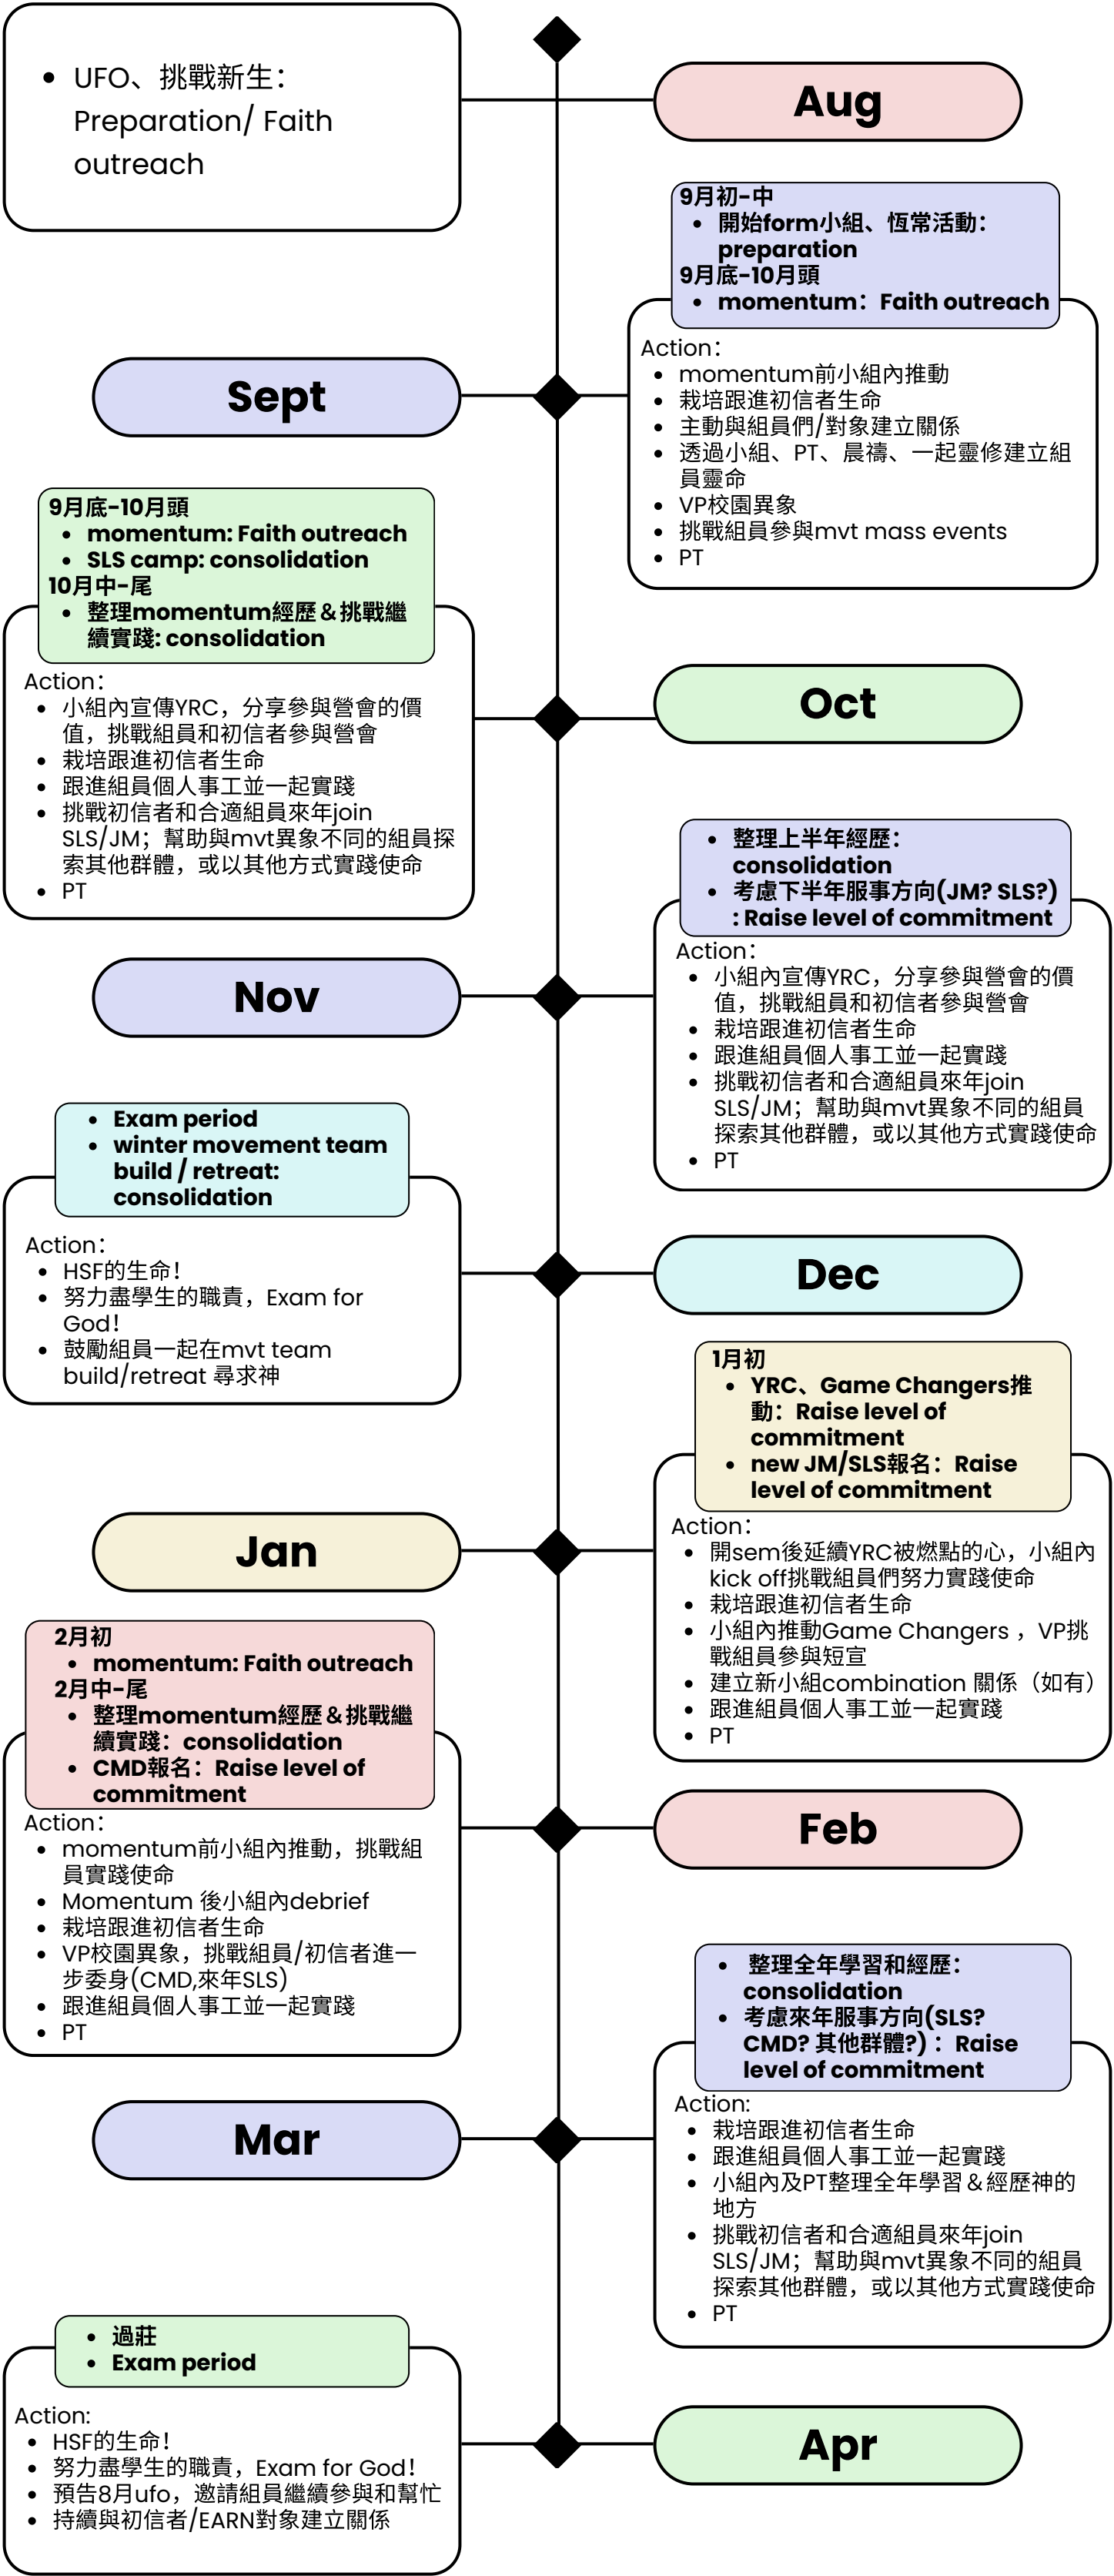 Aug
UFO、挑戰新生：
Preparation/ Faith
outreach
Sept
9月初-中
開始form小組、恆常活動：
preparation
9月底-10月頭
momentum：Faith outreach
Action：
momentum前小組內推動
栽培跟進初信者生命
主動與組員們/對象建立關係
透過小組、PT、晨禱、一起靈修建立組
員靈命
VP校園異象
挑戰組員參與mvt mass events
PT
Oct
9月底-10月頭
momentum: Faith outreach
SLS camp: consolidation
10月中-尾
整理momentum經歷＆挑戰繼
續實踐: consolidation
Action：
小組內宣傳YRC，分享參與營會的價
值，挑戰組員和初信者參與營會
栽培跟進初信者生命
跟進組員個人事工並一起實踐
挑戰初信者和合適組員來年join
SLS/JM；幫助與mvt異象不同的組員探
索其他群體，或以其他方式實踐使命
PT
Nov
整理上半年經歷：
consolidation
考慮下半年服事方向(JM? SLS?)
: Raise level of commitment
Action：
小組內宣傳YRC，分享參與營會的價
值，挑戰組員和初信者參與營會
栽培跟進初信者生命
跟進組員個人事工並一起實踐
挑戰初信者和合適組員來年join
SLS/JM；幫助與mvt異象不同的組員
探索其他群體，或以其他方式實踐使命
PT
Dec
Exam period
winter movement team
build / retreat:
consolidation
Action：
HSF的生命！
努力盡學生的職責，Exam for
God！
鼓勵組員一起在mvt team
build/retreat 尋求神
Jan
1月初
YRC、Game Changers推
動：Raise level of
commitment
new JM/SLS報名：Raise
level of commitment
Action：
開sem後延續YRC被燃點的心，小組內
kick off挑戰組員們努力實踐使命
栽培跟進初信者生命
小組內推動Game Changers ，VP挑
戰組員參與短宣
建立新小組combination 關係（如有）
跟進組員個人事工並一起實踐
PT
Feb
2月初
momentum: Faith outreach
2月中-尾
整理momentum經歷＆挑戰繼
續實踐：consolidation
CMD報名：Raise level of
commitment
Action：
momentum前小組內推動，挑戰組
員實踐使命
Momentum 後小組內debrief
栽培跟進初信者生命
VP校園異象，挑戰組員/初信者進一
步委身(CMD,來年SLS)
跟進組員個人事工並一起實踐
PT
Mar
整理全年學習和經歷：
consolidation
考慮來年服事方向(SLS?
CMD? 其他群體?)：Raise
level of commitment
Action:
栽培跟進初信者生命
跟進組員個人事工並一起實踐
小組內及PT整理全年學習＆經歷神的
地方
挑戰初信者和合適組員來年join
SLS/JM；幫助與mvt異象不同的組員
探索其他群體，或以其他方式實踐使命
PT
Apr
過莊
Exam period
Action:
HSF的生命！
努力盡學生的職責，Exam for God！
預告8月ufo，邀請組員繼續參與和幫忙
持續與初信者/EARN對象建立關係